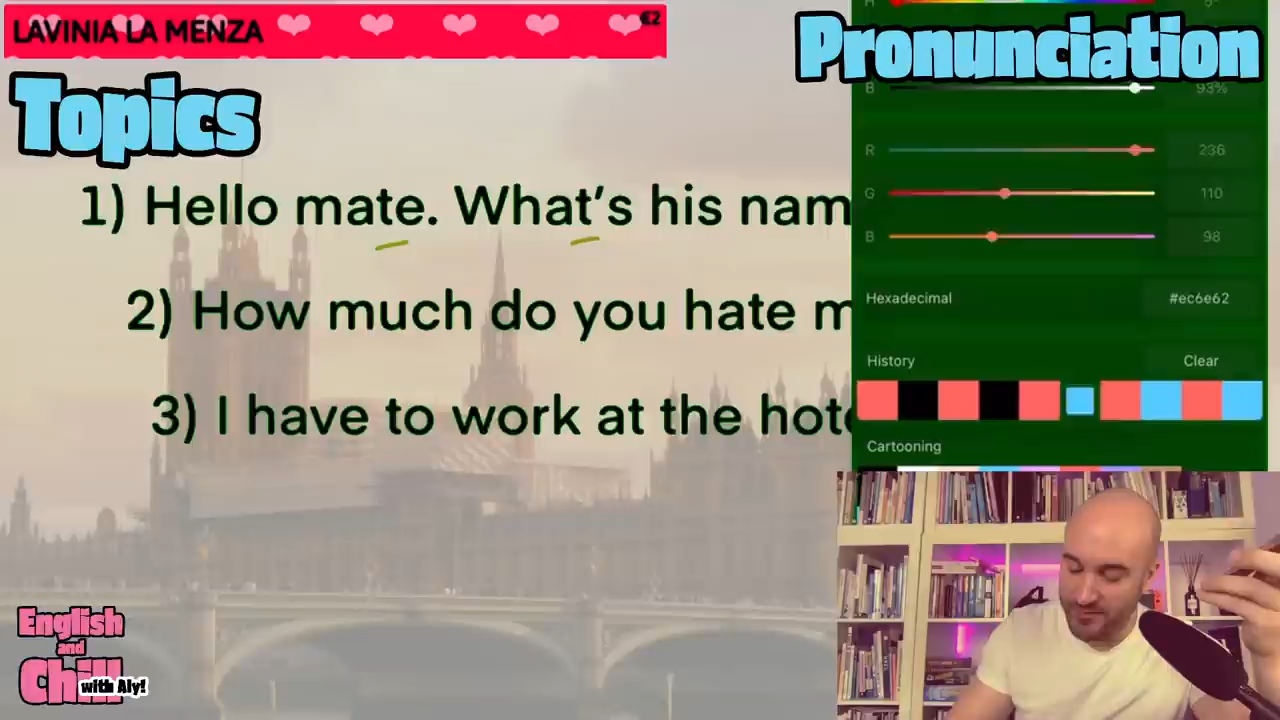 LAVINIA LA MENZA
€2
Topics
Pronunciation
B 93%
R 236
G 110
B 98
Hexadecimal #ec6e62
History Clear
Cartooning
1) Hello mate. What's his nam
2) How much do you hate m
3) I have to work at the hote
English
and
Chill
with Aly!